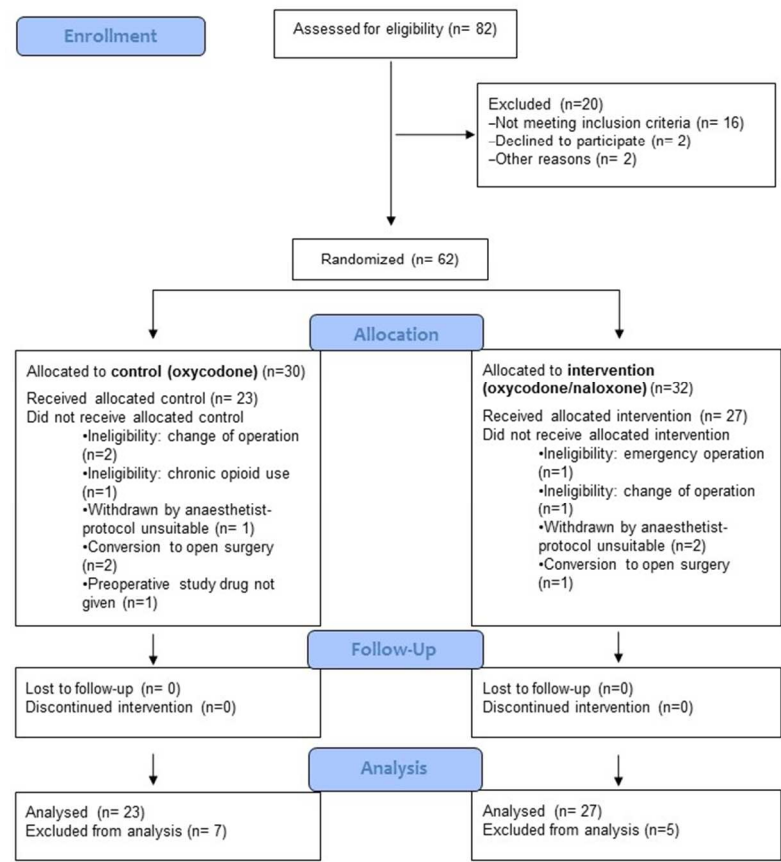 Enrollment
Assessed for eligibility (n= 82)
Excluded (n=20)
–Not meeting inclusion criteria (n= 16)
–Declined to participate (n= 2)
–Other reasons (n= 2)
Randomized (n= 62)
Allocation
Allocated to control (oxycodone) (n=30)
Received allocated control (n= 23)
Did not receive allocated control
•Ineligibility: change of operation
(n=2)
•Ineligibility: chronic opioid use
(n=1)
•Withdrawn by anaesthetist-
protocol unsuitable (n= 1)
•Conversion to open surgery
(n=2)
•Preoperative study drug not
given (n=1)
Allocated to intervention
(oxycodone/naloxone) (n=32)
Received allocated intervention (n= 27)
Did not receive allocated intervention
•Ineligibility: emergency operation
(n=1)
•Ineligibility: change of operation
(n=1)
•Withdrawn by anaesthetist-
protocol unsuitable (n=2)
•Conversion to open surgery
(n=1)
Follow-Up
Lost to follow-up (n= 0)
Discontinued intervention (n=0)
Lost to follow-up (n=0)
Discontinued intervention (n=0)
Analysis
Analysed (n= 23)
Excluded from analysis (n= 7)
Analysed (n= 27)
Excluded from analysis (n=5)